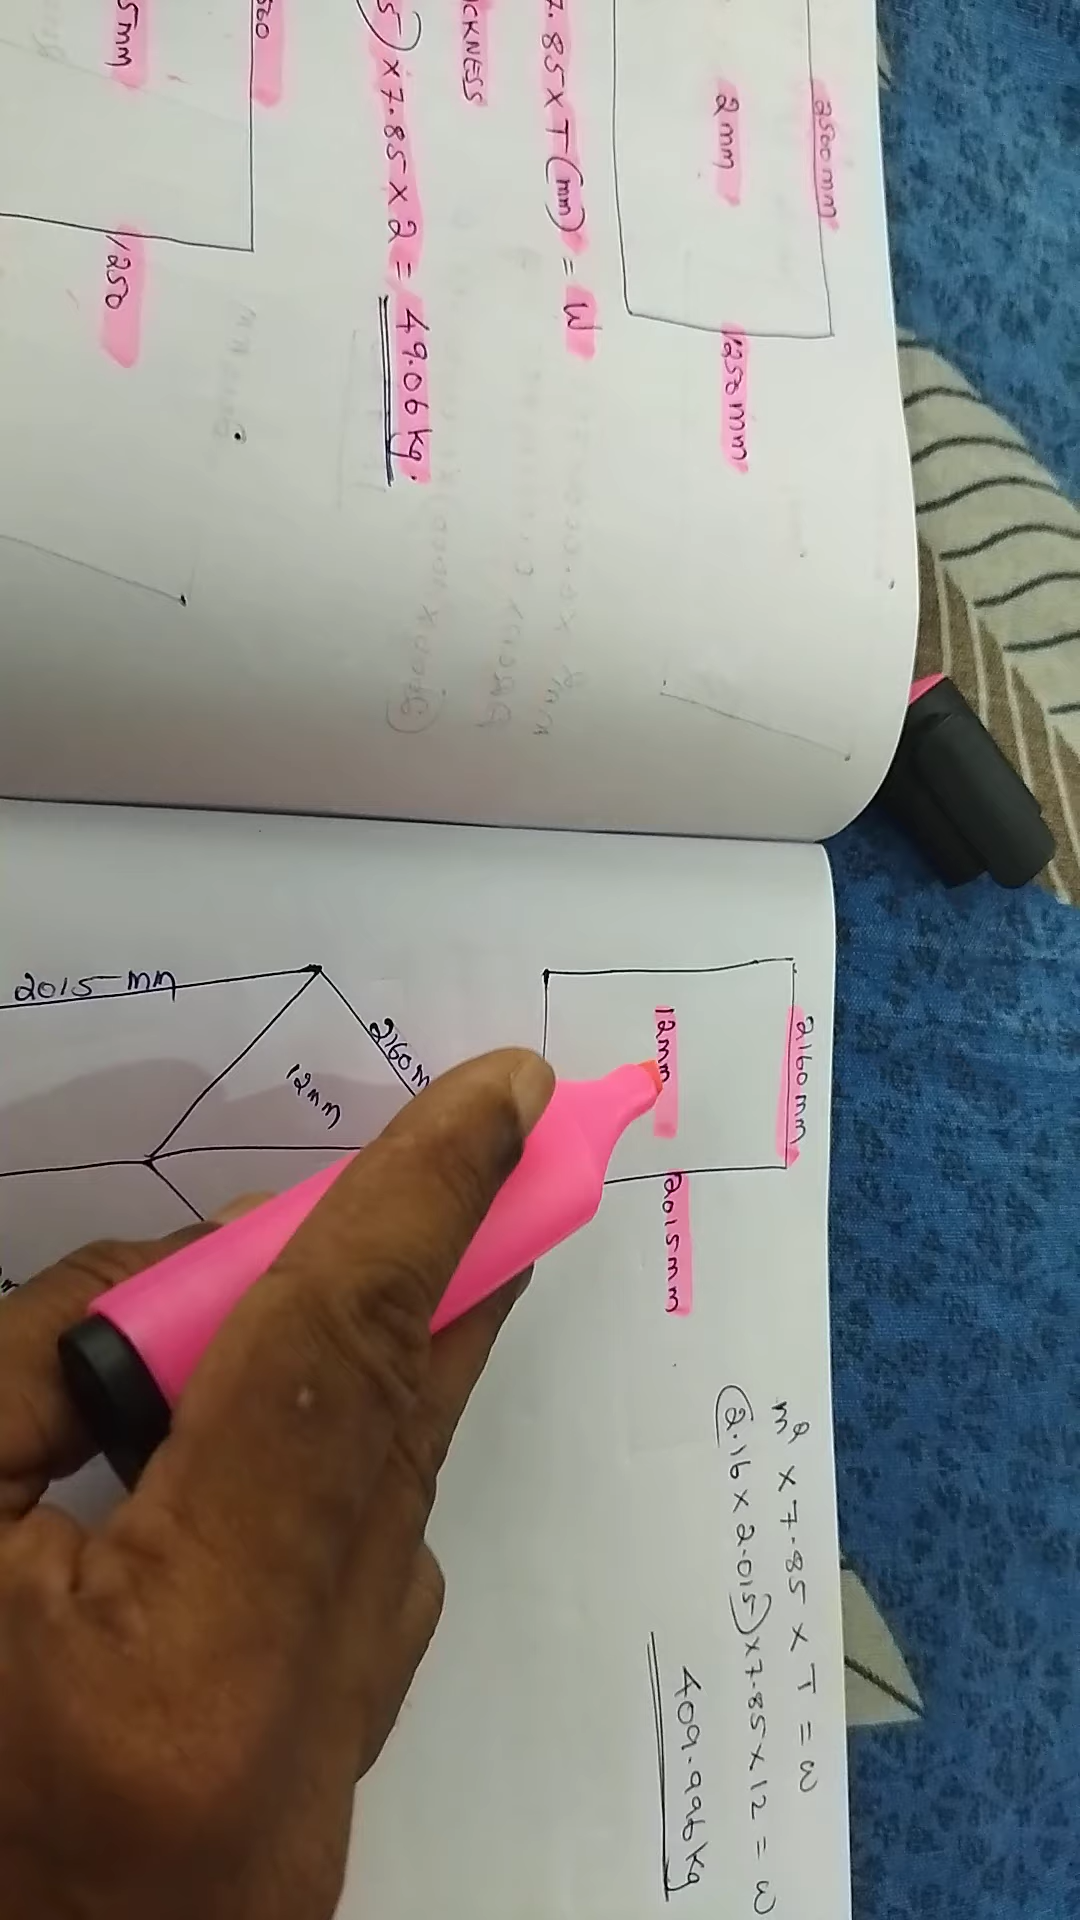 2500mm
2mm
1250mm
7.85 x T(mm) = W
CKNESS
5) x 7.85 x 2 = 49.06 kg.
5mm
1250
2160mm
12mm
2015mm
m2 x 7.85 x T = w
(2.16 x 2.015) x 7.85 x 12 = w
409.996 kg
2015 mm
2160 m
12mm